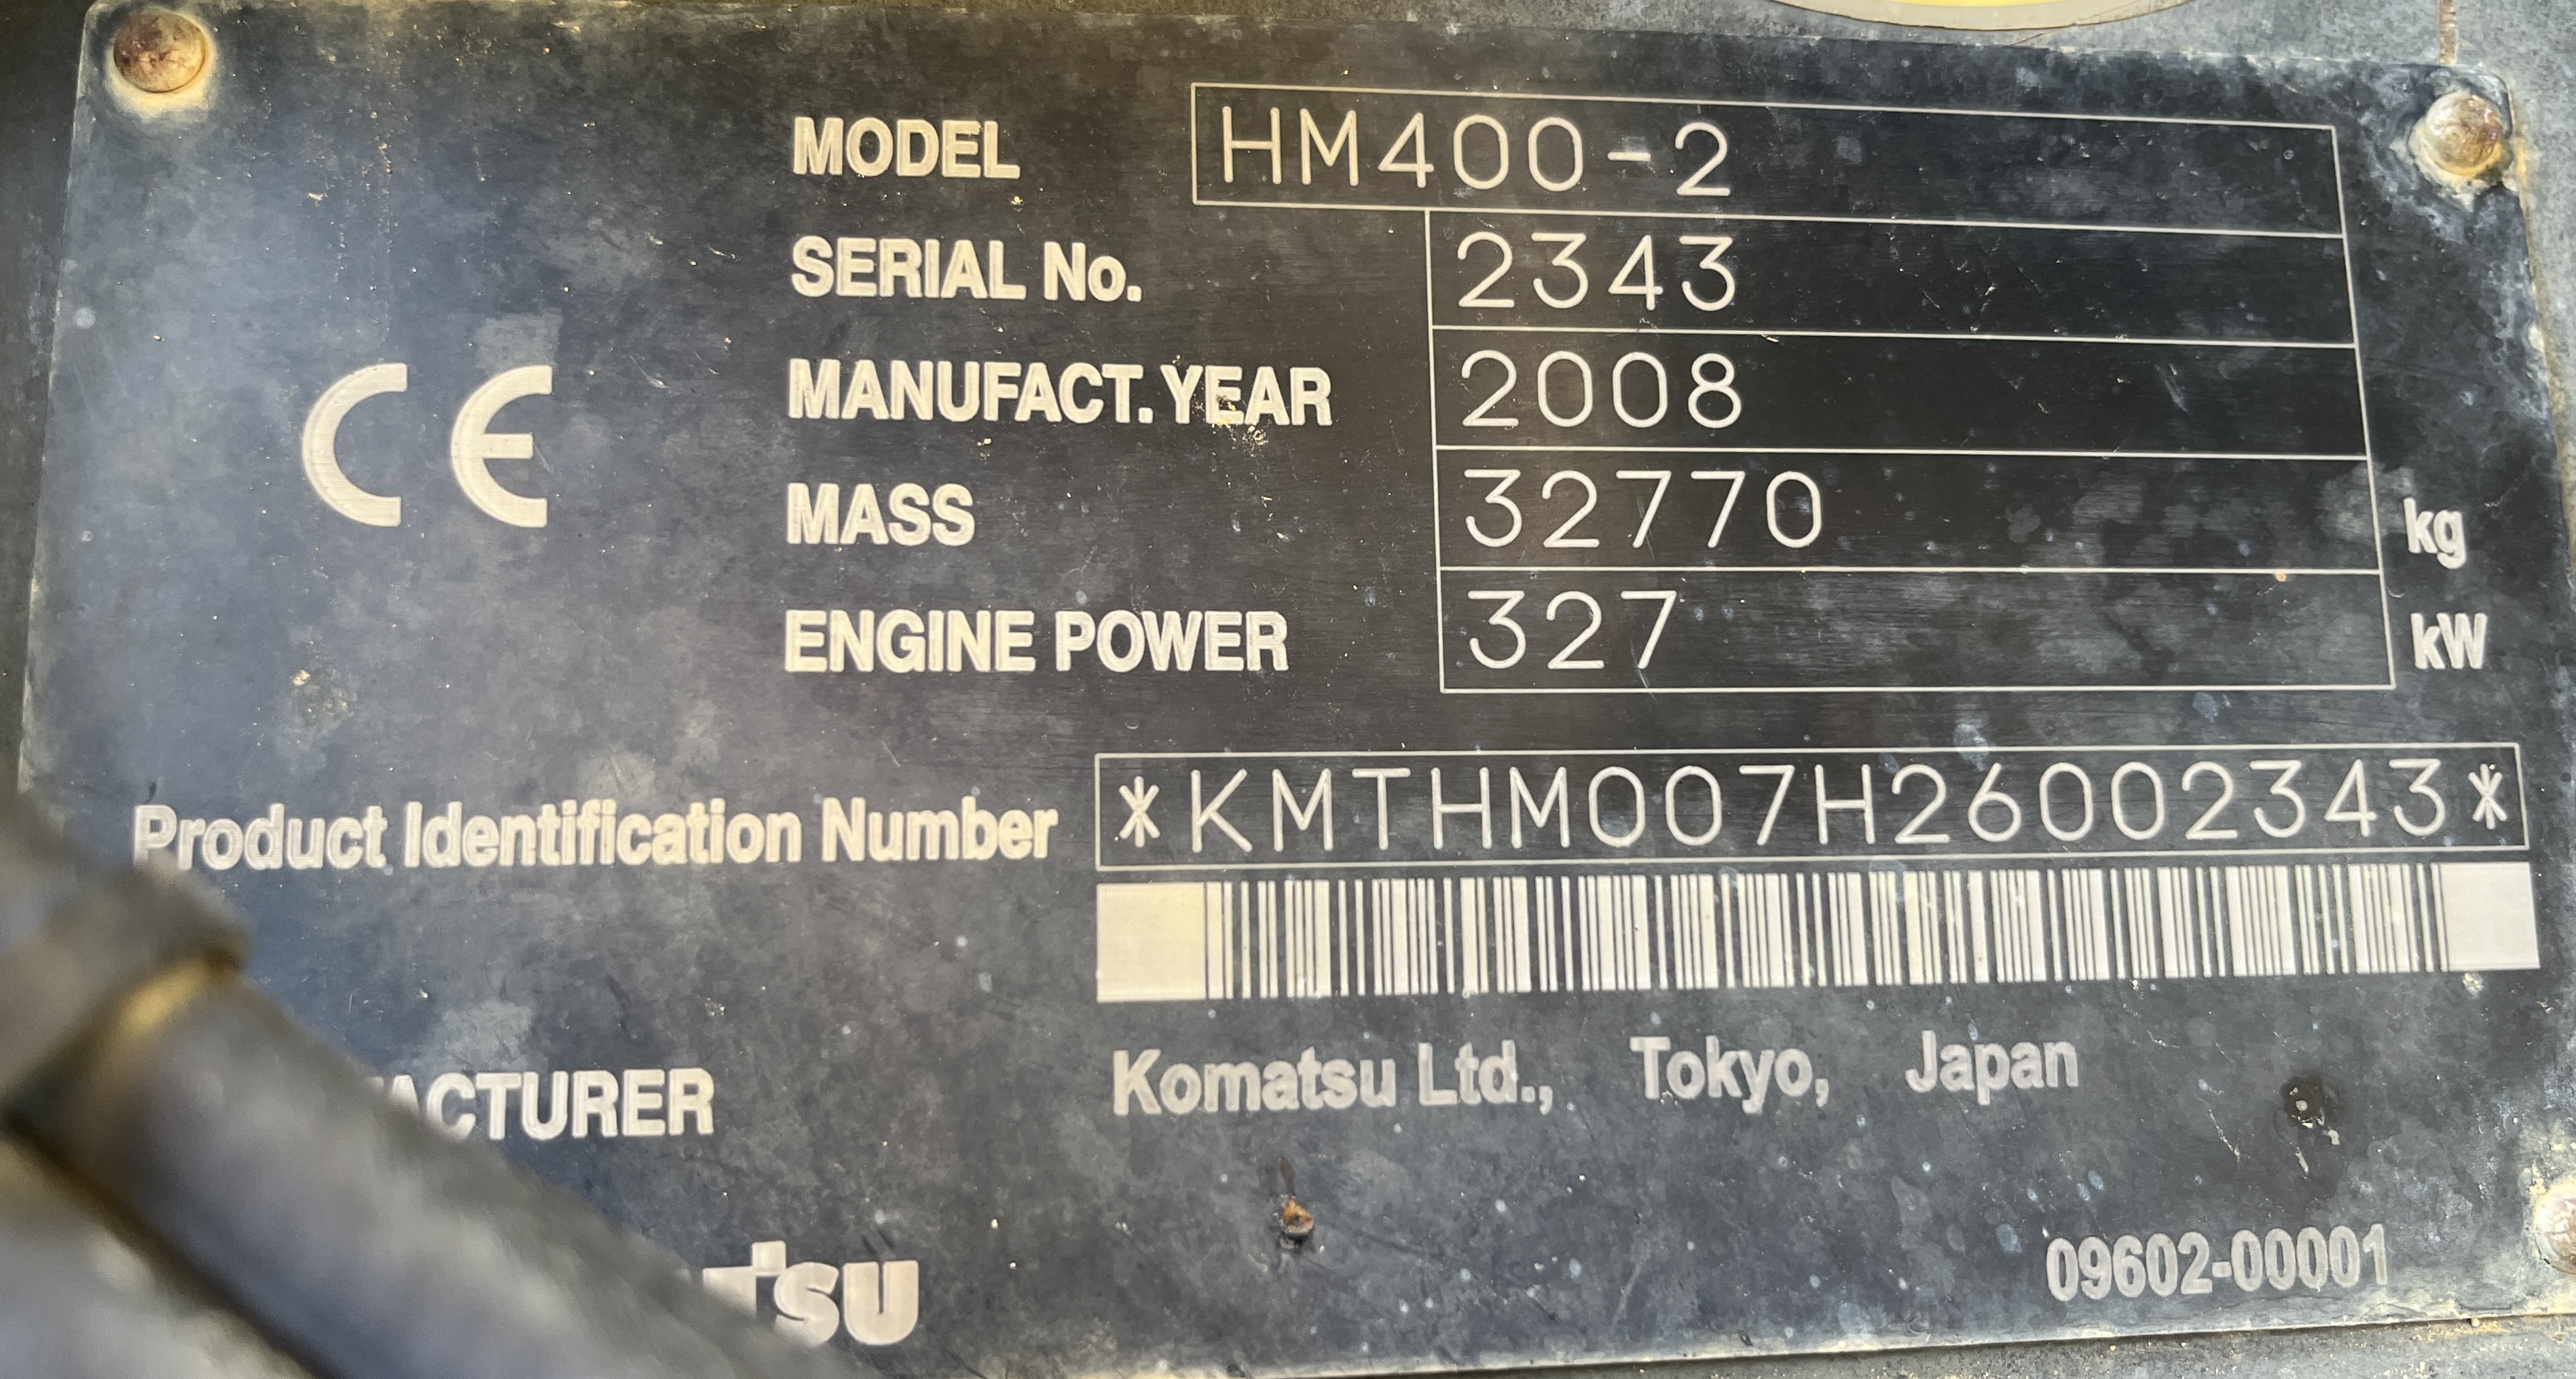 MODEL HM400-2
SERIAL No. 2343
MANUFACT. YEAR 2008
MASS 32770 kg
ENGINE POWER 327 kW
CE
Product Identification Number *KMTHM007H26002343*
Komatsu Ltd., Tokyo, Japan
09602-00001